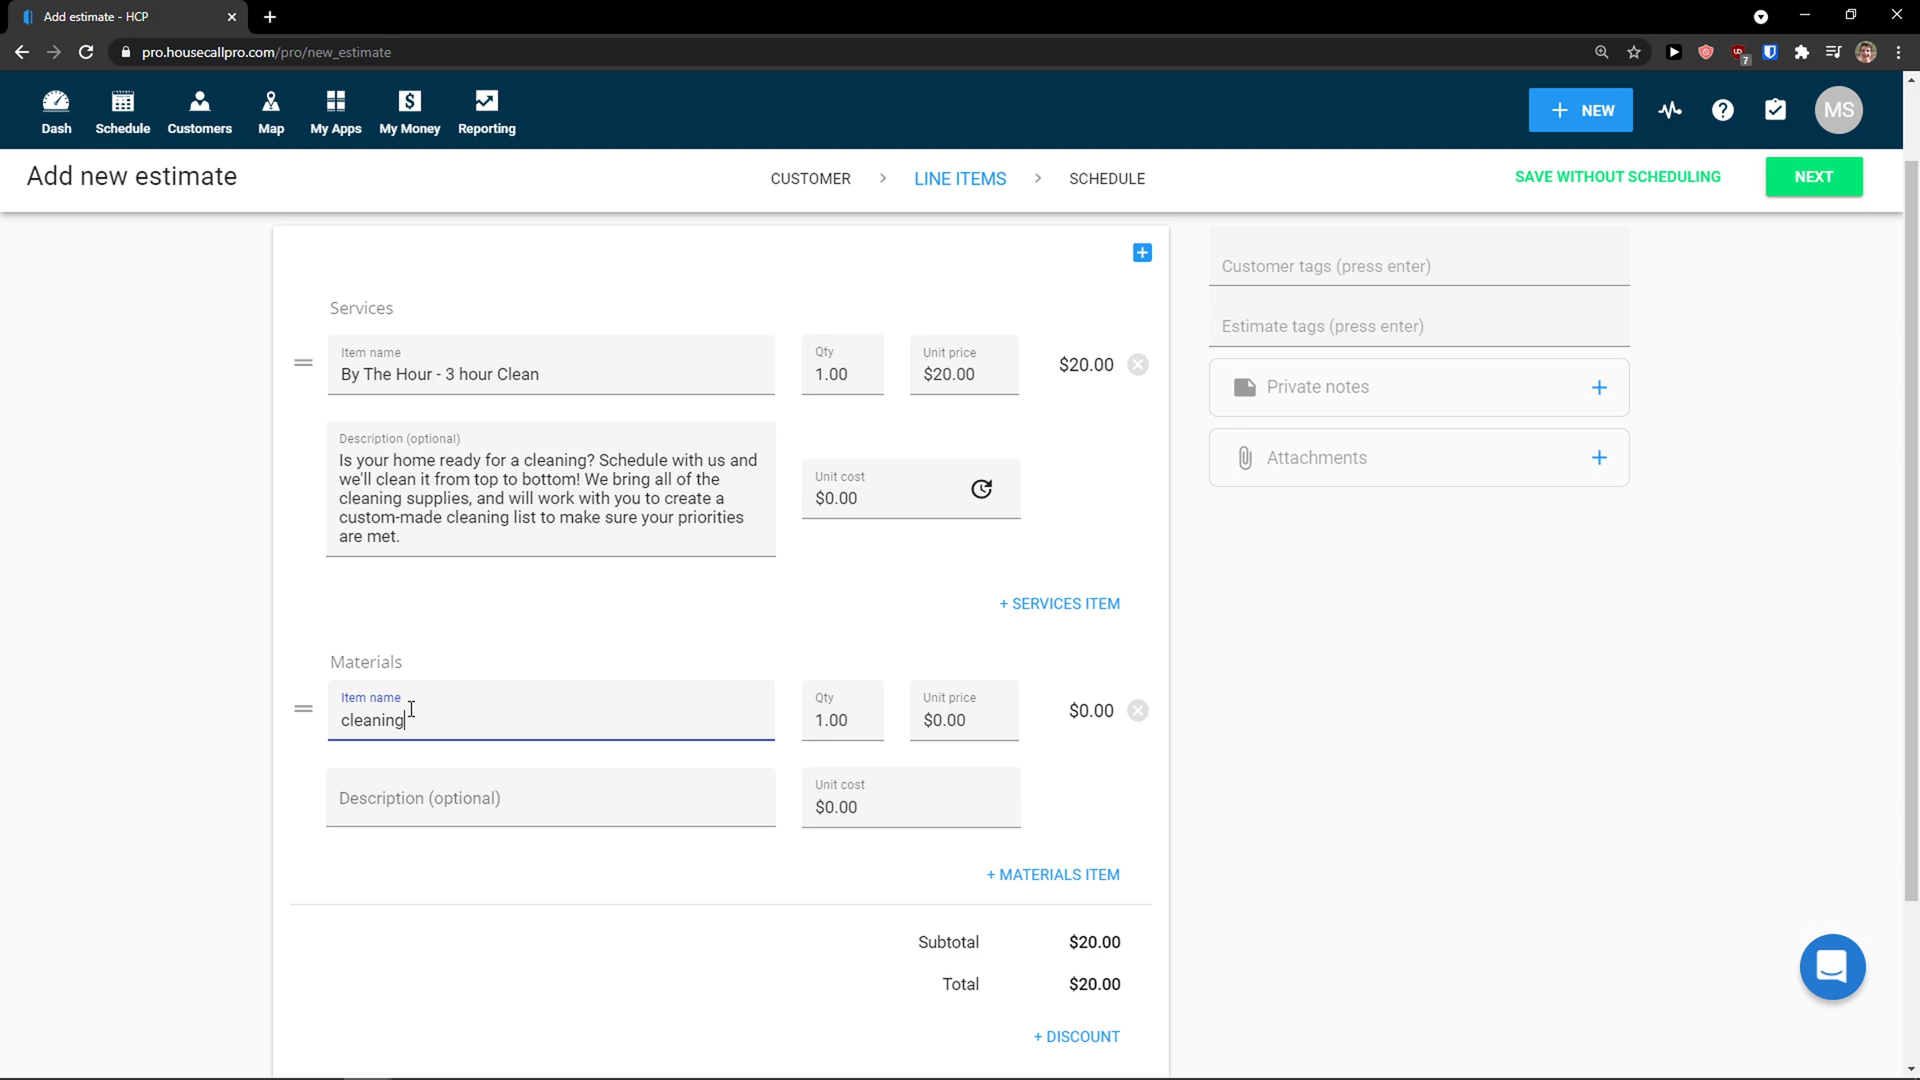 Add estimate - HCP
pro.housecallpro.com/pro/new_estimate
7
Dash
Schedule
Customers
Map
My Apps
My Money
Reporting
NEW
MS
Add new estimate
CUSTOMER
LINE ITEMS
SCHEDULE
SAVE WITHOUT SCHEDULING
NEXT
Services
Item name
By The Hour - 3 hour Clean
Qty
1.00
Unit price
$20.00
$20.00
Description (optional)
Is your home ready for a cleaning? Schedule with us and
we'll clean it from top to bottom! We bring all of the
cleaning supplies, and will work with you to create a
custom-made cleaning list to make sure your priorities
are met.
Unit cost
$0.00
+ SERVICES ITEM
Materials
Item name
cleaning
Qty
1.00
Unit price
$0.00
$0.00
Description (optional)
Unit cost
$0.00
+ MATERIALS ITEM
Subtotal
$20.00
Total
$20.00
+ DISCOUNT
Customer tags (press enter)
Estimate tags (press enter)
Private notes
Attachments